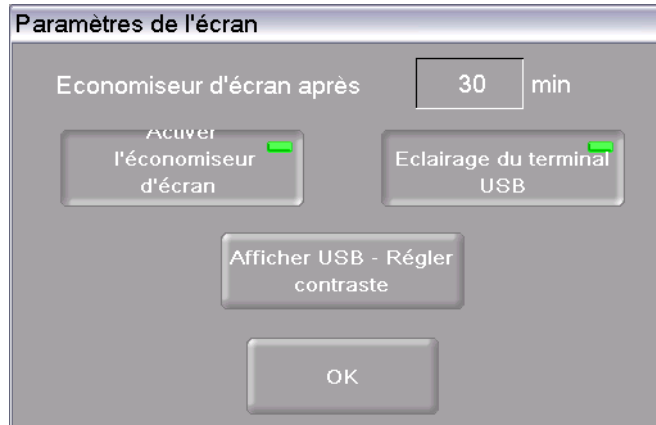 Paramètres de l'écran
Economiseur d'écran après 30 min
Activer
l'économiseur
d'écran
Eclairage du terminal
USB
Afficher USB - Régler
contraste
OK